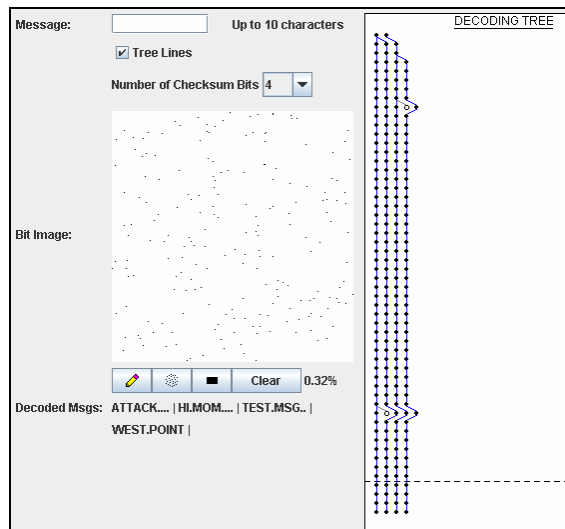 Message: Up to 10 characters
DECODING TREE
Tree Lines
Number of Checksum Bits 4
Bit Image:
Clear 0.32%
Decoded Msgs: ATTACK.... | HI.MOM.... | TEST.MSG.. |
WEST.POINT |